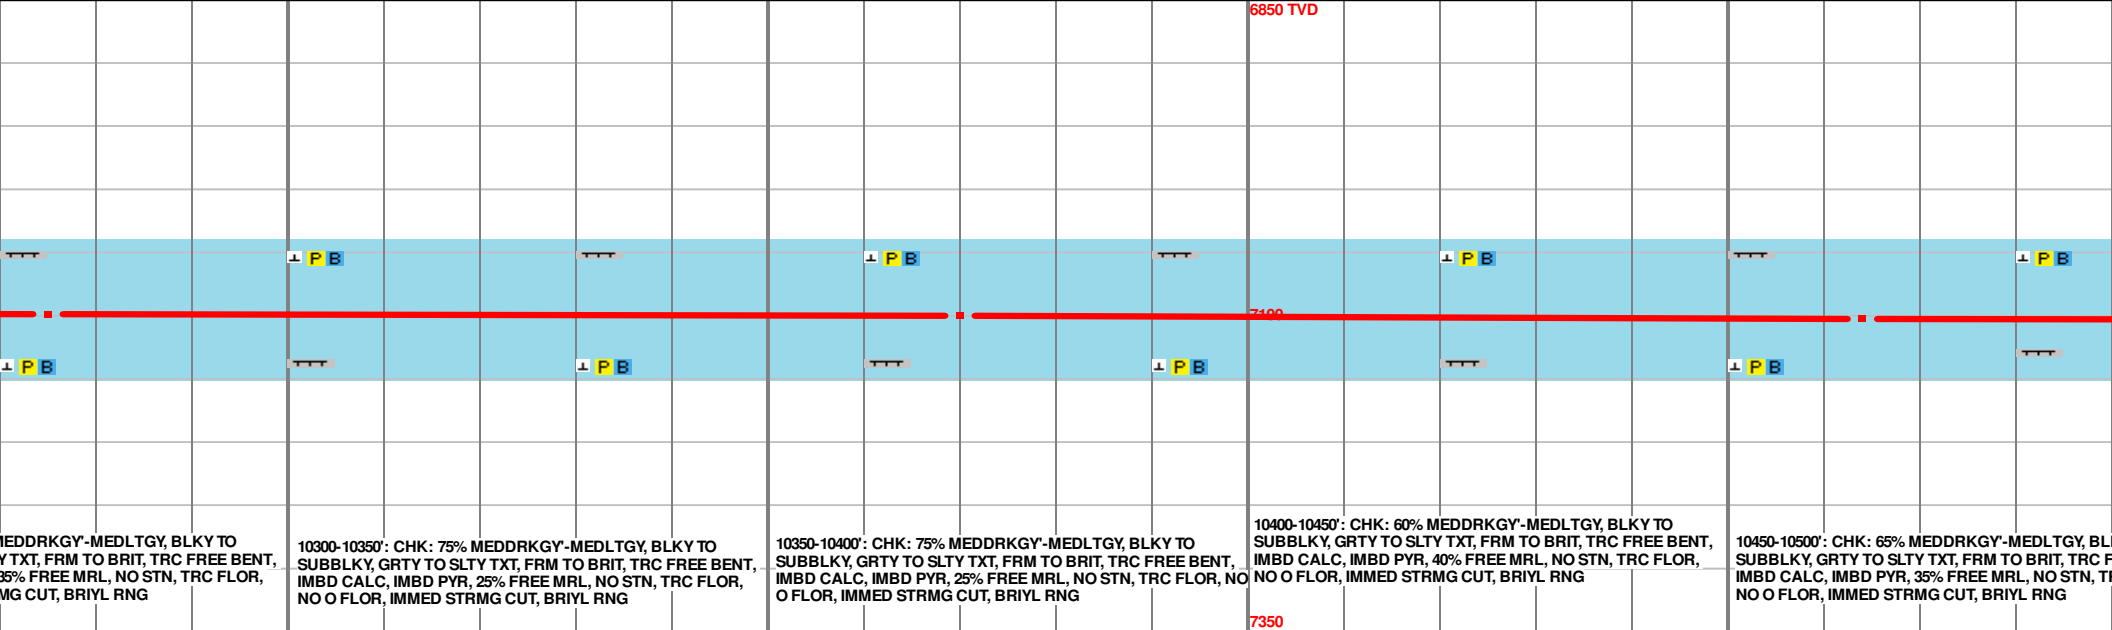 6850 TVD
P B
P B
P B
P B
7100
P B
P B
P B
P B
MEDDRKGY'-MEDLTGY, BLKY TO
TXT, FRM TO BRIT, TRC FREE BENT,
35% FREE MRL, NO STN, TRC FLOR,
CUT, BRIYL RNG
10300-10350': CHK: 75% MEDDRKGY'-MEDLTGY, BLKY TO
SUBBLKY, GRTY TO SLTY TXT, FRM TO BRIT, TRC FREE BENT,
IMBD CALC, IMBD PYR, 25% FREE MRL, NO STN, TRC FLOR,
NO O FLOR, IMMED STRMG CUT, BRIYL RNG
10350-10400': CHK: 75% MEDDRKGY'-MEDLTGY, BLKY TO
SUBBLKY, GRTY TO SLTY TXT, FRM TO BRIT, TRC FREE BENT,
IMBD CALC, IMBD PYR, 25% FREE MRL, NO STN, TRC FLOR, NO
O FLOR, IMMED STRMG CUT, BRIYL RNG
10400-10450': CHK: 60% MEDDRKGY'-MEDLTGY, BLKY TO
SUBBLKY, GRTY TO SLTY TXT, FRM TO BRIT, TRC FREE BENT,
IMBD CALC, IMBD PYR, 40% FREE MRL, NO STN, TRC FLOR,
NO O FLOR, IMMED STRMG CUT, BRIYL RNG
10450-10500': CHK: 65% MEDDRKGY'-MEDLTGY, BL
SUBBLKY, GRTY TO SLTY TXT, FRM TO BRIT, TRC F
IMBD CALC, IMBD PYR, 35% FREE MRL, NO STN, T
NO O FLOR, IMMED STRMG CUT, BRIYL RNG
7350